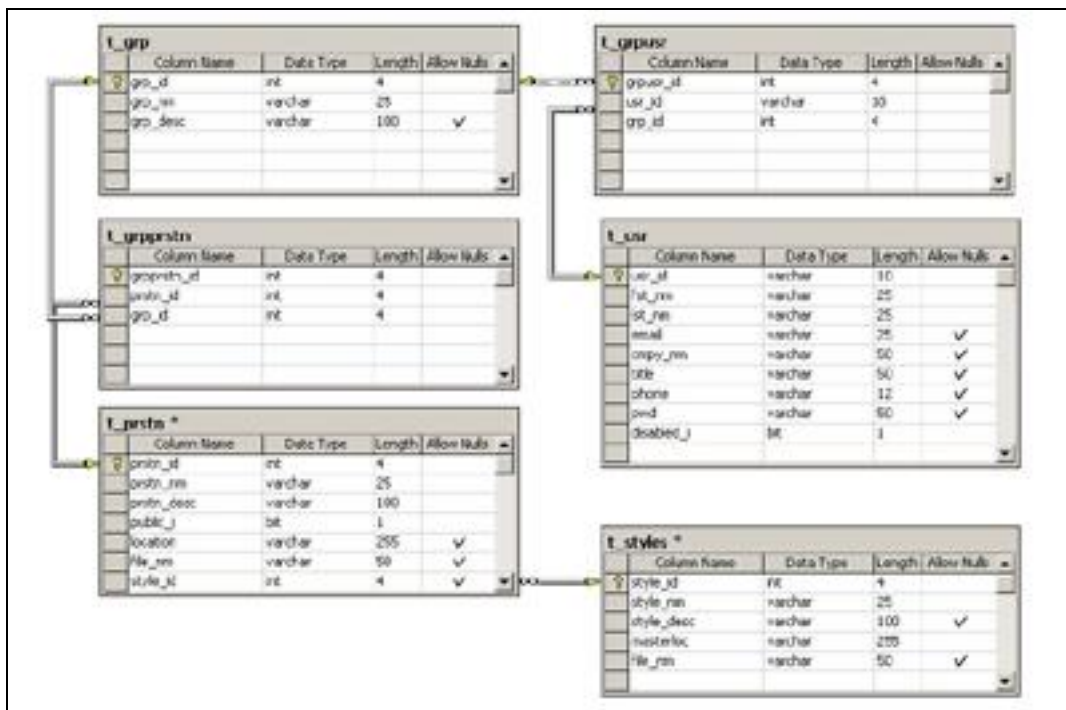 t_grp
Column Name Data Type Length Allow Nulls
grp_id int 4
grp_nm varchar 25
grp_desc varchar 100
t_grpusr
Column Name Data Type Length Allow Nulls
grpusr_id int 4
usr_id varchar 10
grp_id int 4
t_grpprstn
Column Name Data Type Length Allow Nulls
grpprstn_id int 4
prstn_id int 4
grp_id int 4
t_usr
Column Name Data Type Length Allow Nulls
usr_id varchar 10
fst_nm varchar 25
lst_nm varchar 25
email varchar 25
cmpy_nm varchar 50
title varchar 50
phone varchar 12
pwd varchar 50
disabled_i bit 1
t_prstn *
Column Name Data Type Length Allow Nulls
prstn_id int 4
prstn_nm varchar 25
prstn_desc varchar 100
public_i bit 1
location varchar 255
file_nm varchar 50
style_id int 4
t_styles *
Column Name Data Type Length Allow Nulls
style_id int 4
style_nm varchar 25
style_desc varchar 100
masterloc varchar 255
file_nm varchar 50